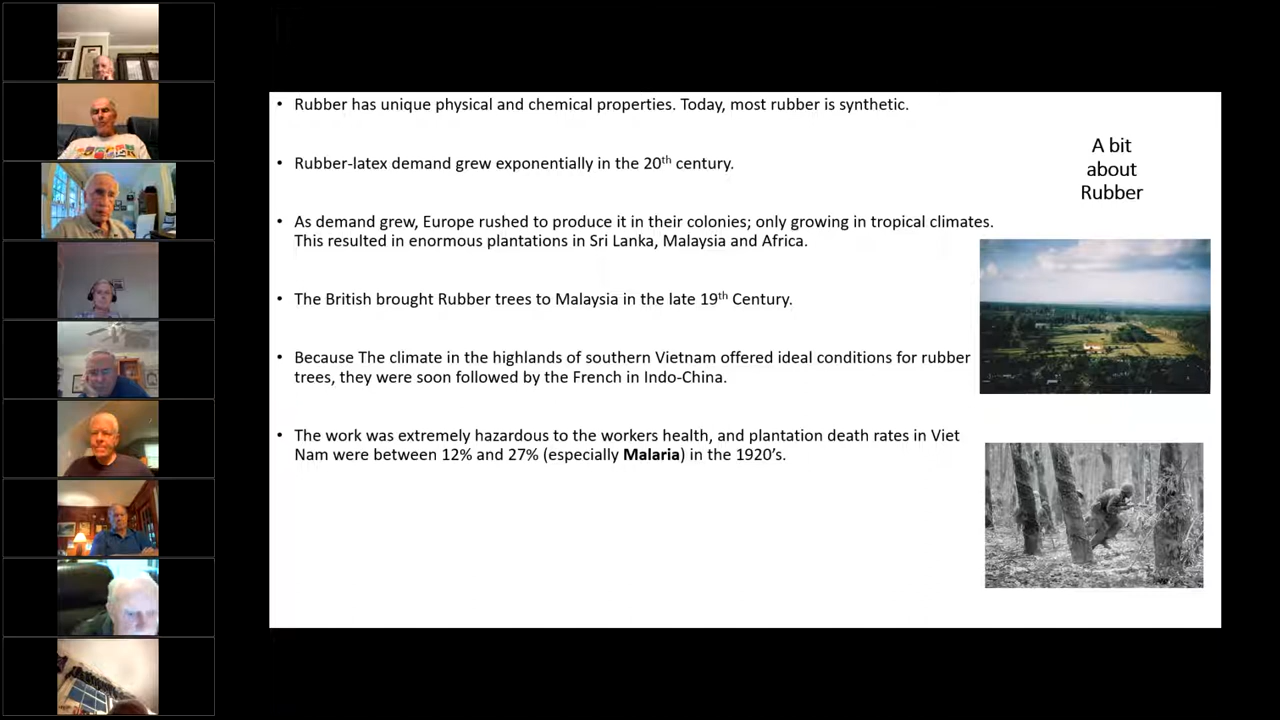 • Rubber has unique physical and chemical properties. Today, most rubber is synthetic.
• Rubber-latex demand grew exponentially in the 20th century.
• As demand grew, Europe rushed to produce it in their colonies; only growing in tropical climates.
This resulted in enormous plantations in Sri Lanka, Malaysia and Africa.
• The British brought Rubber trees to Malaysia in the late 19th Century.
• Because The climate in the highlands of southern Vietnam offered ideal conditions for rubber
trees, they were soon followed by the French in Indo-China.
• The work was extremely hazardous to the workers health, and plantation death rates in Viet
Nam were between 12% and 27% (especially Malaria) in the 1920's.
A bit
about
Rubber